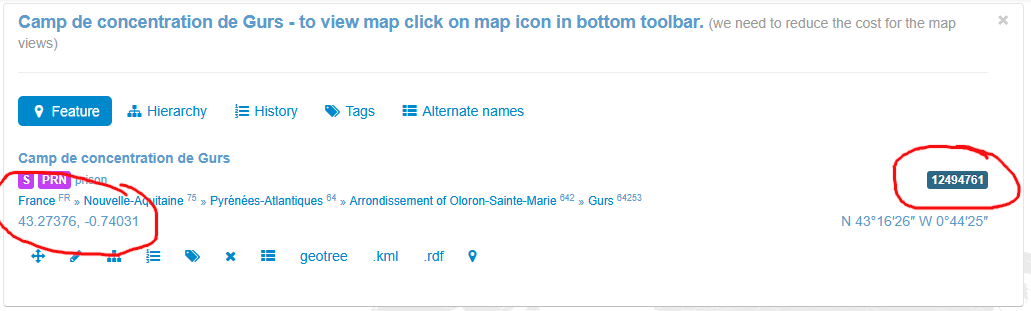 Camp de concentration de Gurs - to view map click on map icon in bottom toolbar. (we need to reduce the cost for the map
views)
×
Feature Hierarchy History Tags Alternate names
Camp de concentration de Gurs
S PRN prison
12494761
France FR » Nouvelle-Aquitaine 75 » Pyrénées-Atlantiques 64 » Arrondissement of Oloron-Sainte-Marie 642 » Gurs 64253
43.27376, -0.74031
N 43°16′26″ W 0°44′25″
geotree .kml .rdf